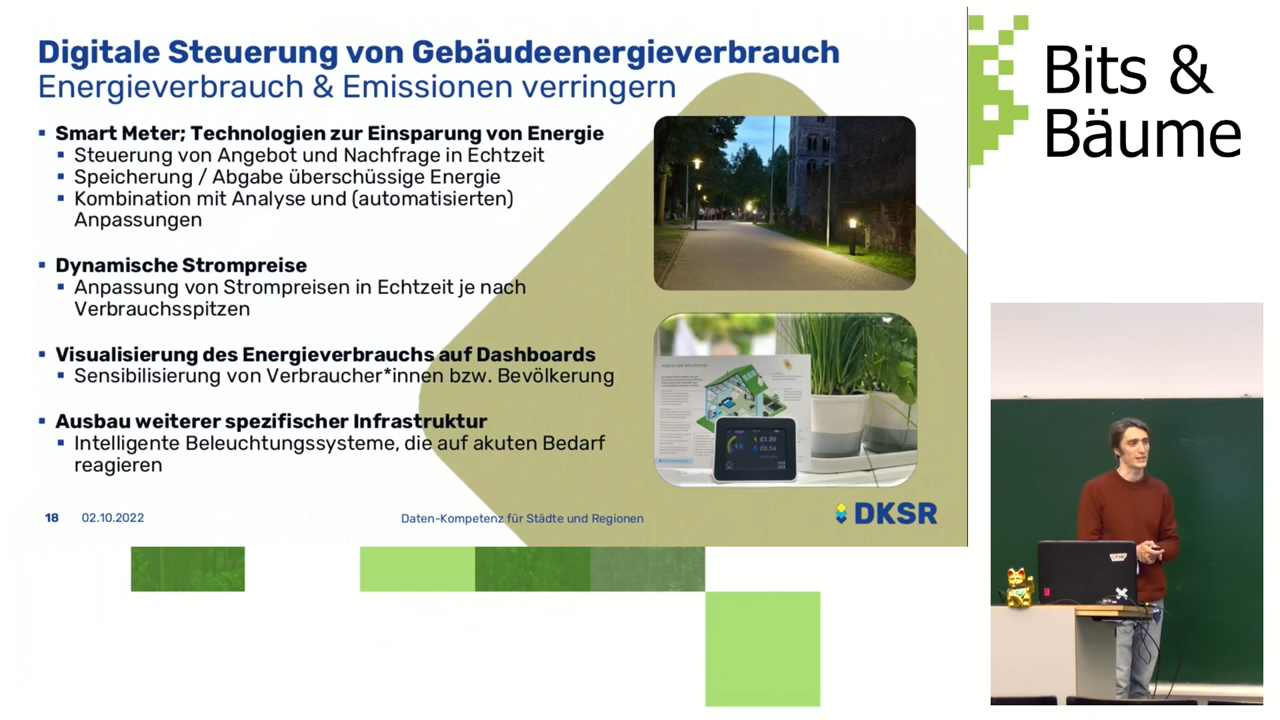 Digitale Steuerung von Gebäudeenergieverbrauch
Energieverbrauch & Emissionen verringern
Smart Meter; Technologien zur Einsparung von Energie
Steuerung von Angebot und Nachfrage in Echtzeit
Speicherung / Abgabe überschüssige Energie
Kombination mit Analyse und (automatisierten)
Anpassungen
Dynamische Strompreise
Anpassung von Strompreisen in Echtzeit je nach
Verbrauchsspitzen
Visualisierung des Energieverbrauchs auf Dashboards
Sensibilisierung von Verbraucher*innen bzw. Bevölkerung
Ausbau weiterer spezifischer Infrastruktur
Intelligente Beleuchtungssysteme, die auf akuten Bedarf
reagieren
£1.30
£0.54
18 02.10.2022 Daten-Kompetenz für Städte und Regionen
DKSR
Bits &
Bäume